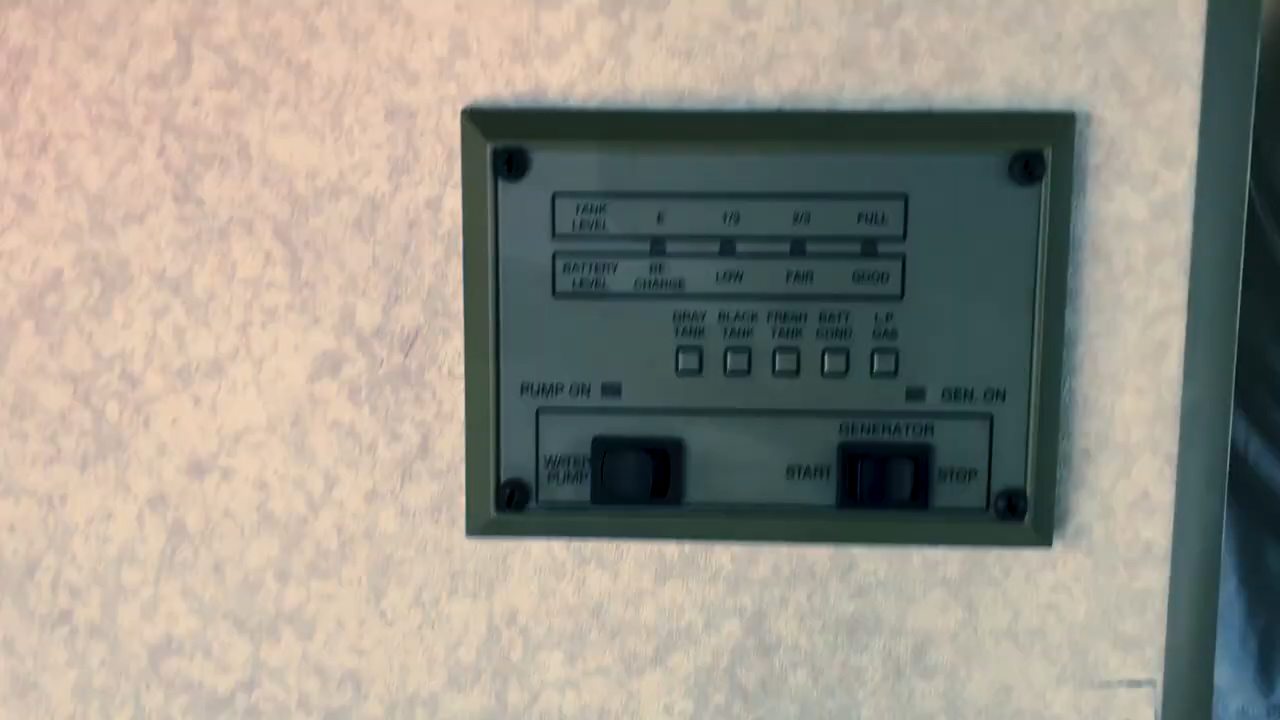 TANK LEVEL E 1/3 2/3 FULL
BATTERY LEVEL RE CHARGE LOW FAIR GOOD
GRAY TANK BLACK TANK FRESH TANK BATT COND L.P GAS
PUMP ON GEN. ON
GENERATOR
WATER PUMP START STOP